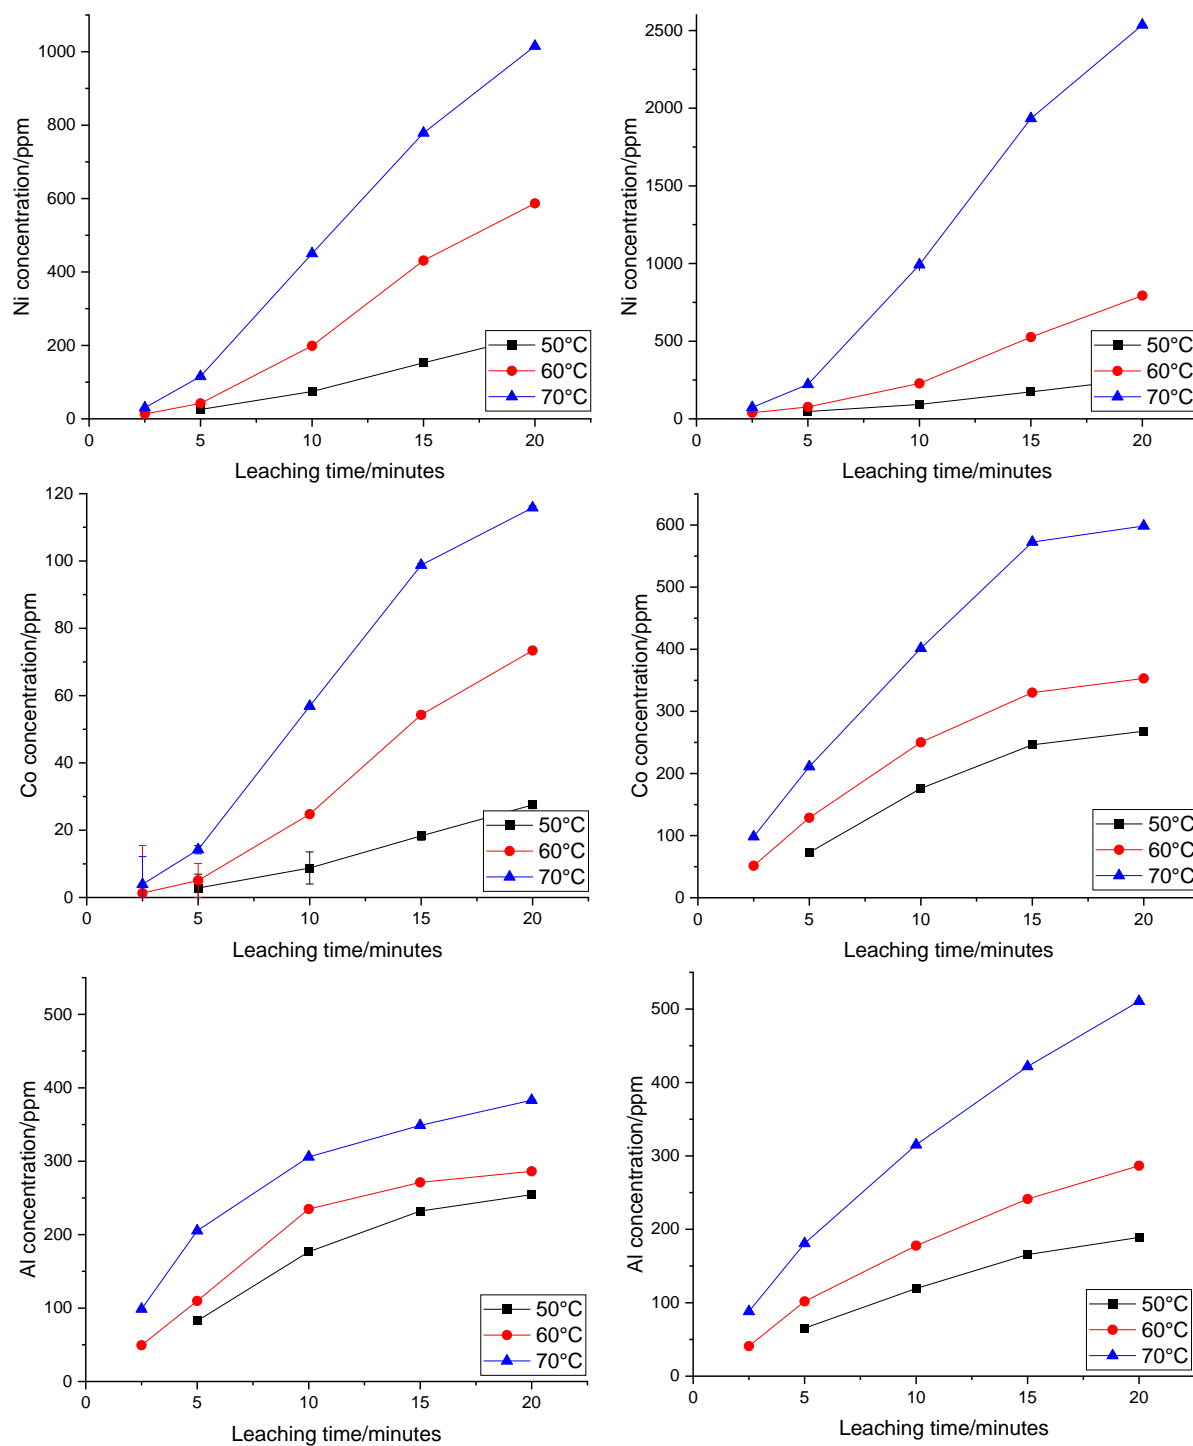 1000
800
600
400
200
0
Ni concentration/ppm
50°C
60°C
70°C
0 5 10 15 20
Leaching time/minutes
2500
2000
1500
1000
500
0
Ni concentration/ppm
50°C
60°C
70°C
0 5 10 15 20
Leaching time/minutes
120
100
80
60
40
20
0
Co concentration/ppm
50°C
60°C
70°C
0 5 10 15 20
Leaching time/minutes
600
500
400
300
200
100
0
Co concentration/ppm
50°C
60°C
70°C
0 5 10 15 20
Leaching time/minutes
500
400
300
200
100
0
Al concentration/ppm
50°C
60°C
70°C
0 5 10 15 20
Leaching time/minutes
500
400
300
200
100
0
Al concentration/ppm
50°C
60°C
70°C
0 5 10 15 20
Leaching time/minutes